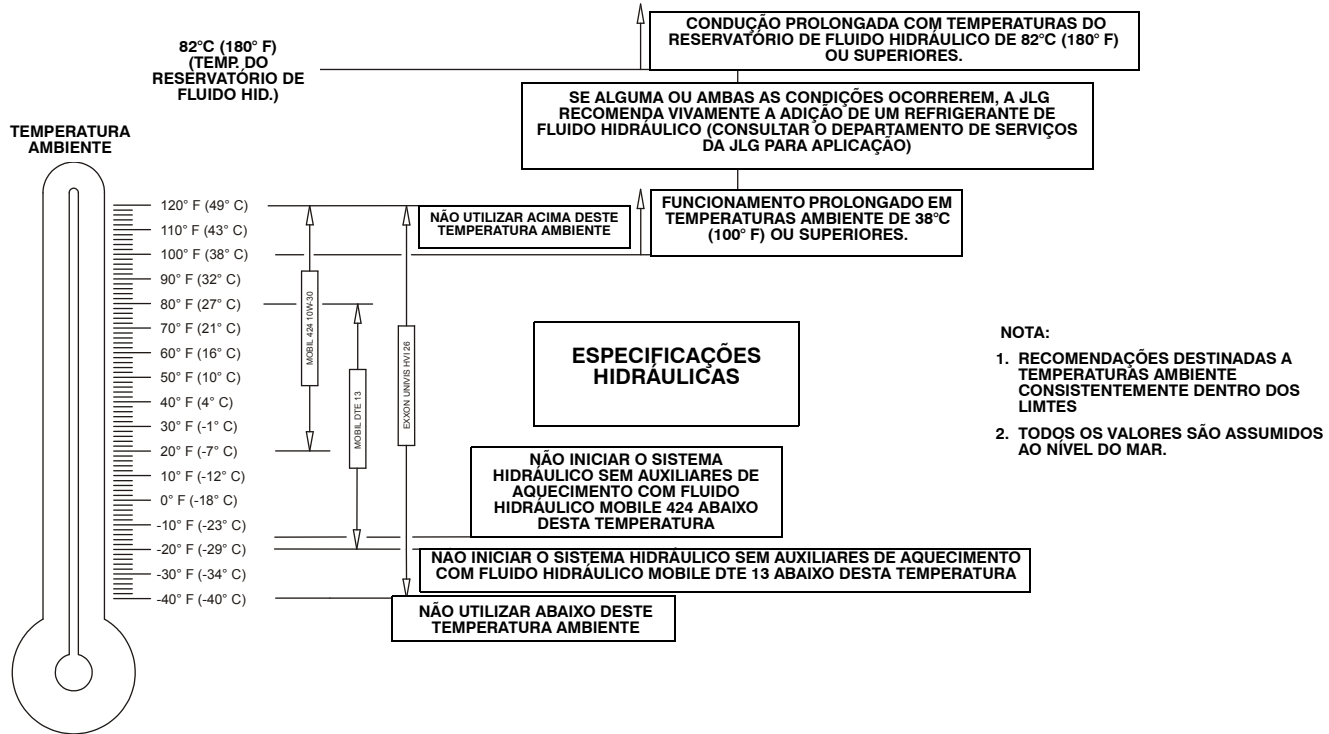 82°C (180° F)
(TEMP. DO
RESERVATÓRIO DE
FLUIDO HID.)
CONDUÇÃO PROLONGADA COM TEMPERATURAS DO
RESERVATÓRIO DE FLUIDO HIDRÁULICO DE 82°C (180° F)
OU SUPERIORES.
SE ALGUMA OU AMBAS AS CONDIÇÕES OCORREREM, A JLG
RECOMENDA VIVAMENTE A ADIÇÃO DE UM REFRIGERANTE DE
FLUIDO HIDRÁULICO (CONSULTAR O DEPARTAMENTO DE SERVIÇOS
DA JLG PARA APLICAÇÃO)
TEMPERATURA
AMBIENTE
120° F (49° C)
110° F (43° C)
100° F (38° C)
90° F (32° C)
80° F (27° C)
70° F (21° C)
60° F (16° C)
50° F (10° C)
40° F (4° C)
30° F (-1° C)
20° F (-7° C)
10° F (-12° C)
0° F (-18° C)
-10° F (-23° C)
-20° F (-29° C)
-30° F (-34° C)
-40° F (-40° C)
MOBIL 424 10W-30
MOBIL DTE 13
EXXON UNIVIS HVI 26
NÃO UTILIZAR ACIMA DESTE
TEMPERATURA AMBIENTE
FUNCIONAMENTO PROLONGADO EM
TEMPERATURAS AMBIENTE DE 38°C
(100° F) OU SUPERIORES.
ESPECIFICAÇÕES
HIDRÁULICAS
NÃO INICIAR O SISTEMA
HIDRÁULICO SEM AUXILIARES DE
AQUECIMENTO COM FLUIDO
HIDRÁULICO MOBILE 424 ABAIXO
DESTA TEMPERATURA
NAO INICIAR O SISTEMA HIDRÁULICO SEM AUXILIARES DE AQUECIMENTO
COM FLUIDO HIDRÁULICO MOBILE DTE 13 ABAIXO DESTA TEMPERATURA
NÃO UTILIZAR ABAIXO DESTE
TEMPERATURA AMBIENTE
NOTA:
1. RECOMENDAÇÕES DESTINADAS A
TEMPERATURAS AMBIENTE
CONSISTENTEMENTE DENTRO DOS
LIMTES
2. TODOS OS VALORES SÃO ASSUMIDOS
AO NÍVEL DO MAR.